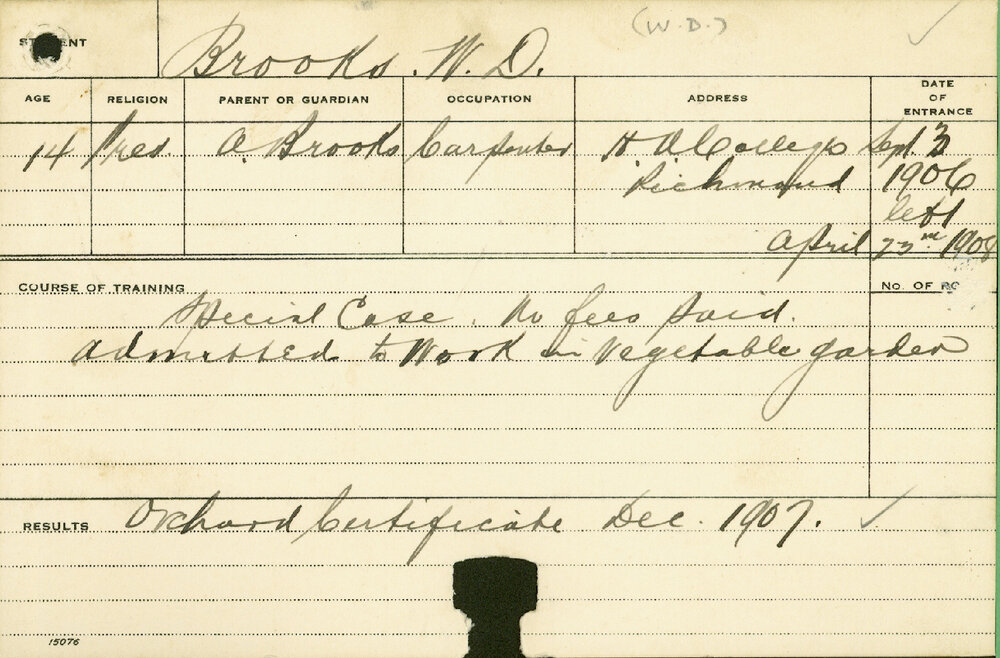 (W.D.)
STUDENT Brooks. W. D.
AGE RELIGION PARENT OR GUARDIAN OCCUPATION ADDRESS DATE OF ENTRANCE
14 Pres. A. Brooks Carpenter H. A College Sept 3
Richmond 1906
left
April 23rd 1908
COURSE OF TRAINING No. OF
Special Case. No fees paid.
Admitted to Work in Vegetable garden
RESULTS Orchard Certificate Dec. 1907.
15076